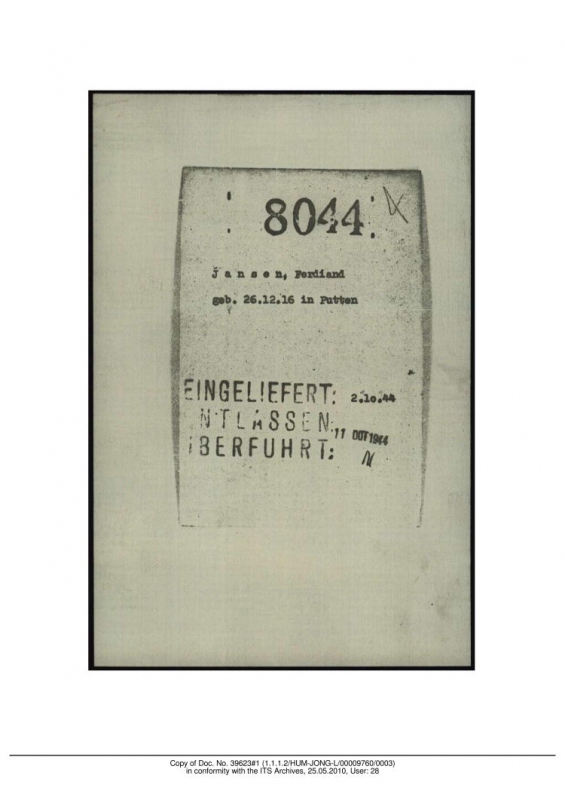 8044
Jansen, Ferdiand
geb. 26.12.16 in Putten
EINGELIEFERT: 2.10.44
NTLASSEN:
BERFUHRT: 11 OCT 1944 N
Copy of Doc. No. 39623#1 (1.1.1.2/HUM-JONG-L/00009760/0003)
in conformity with the ITS Archives, 25.05.2010, User: 28